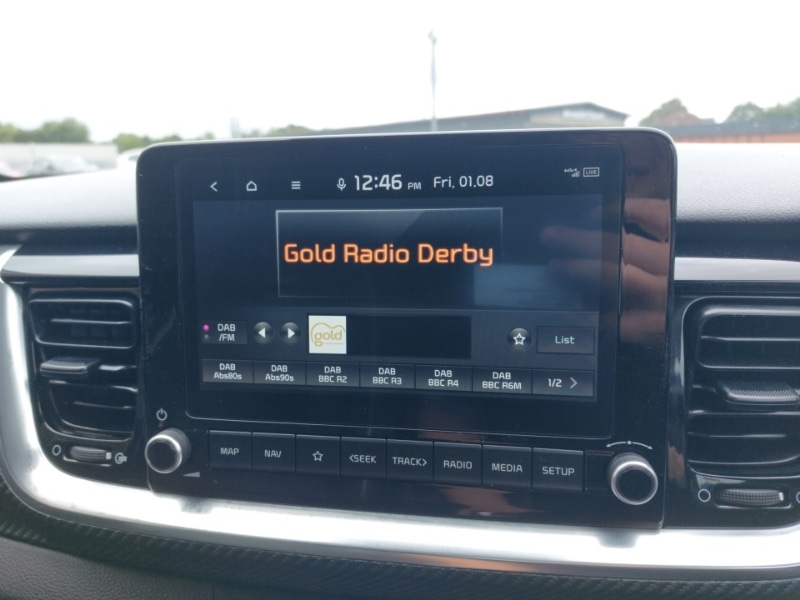 12:46 PM Fri, 01.08
LIVE
Gold Radio Derby
DAB
/FM
gold
List
DAB
Abs80s
DAB
Abs90s
DAB
BBC R2
DAB
BBC R3
DAB
BBC R4
DAB
BBC R6M
1/2
MAP
NAV
<SEEK
TRACK>
RADIO
MEDIA
SETUP